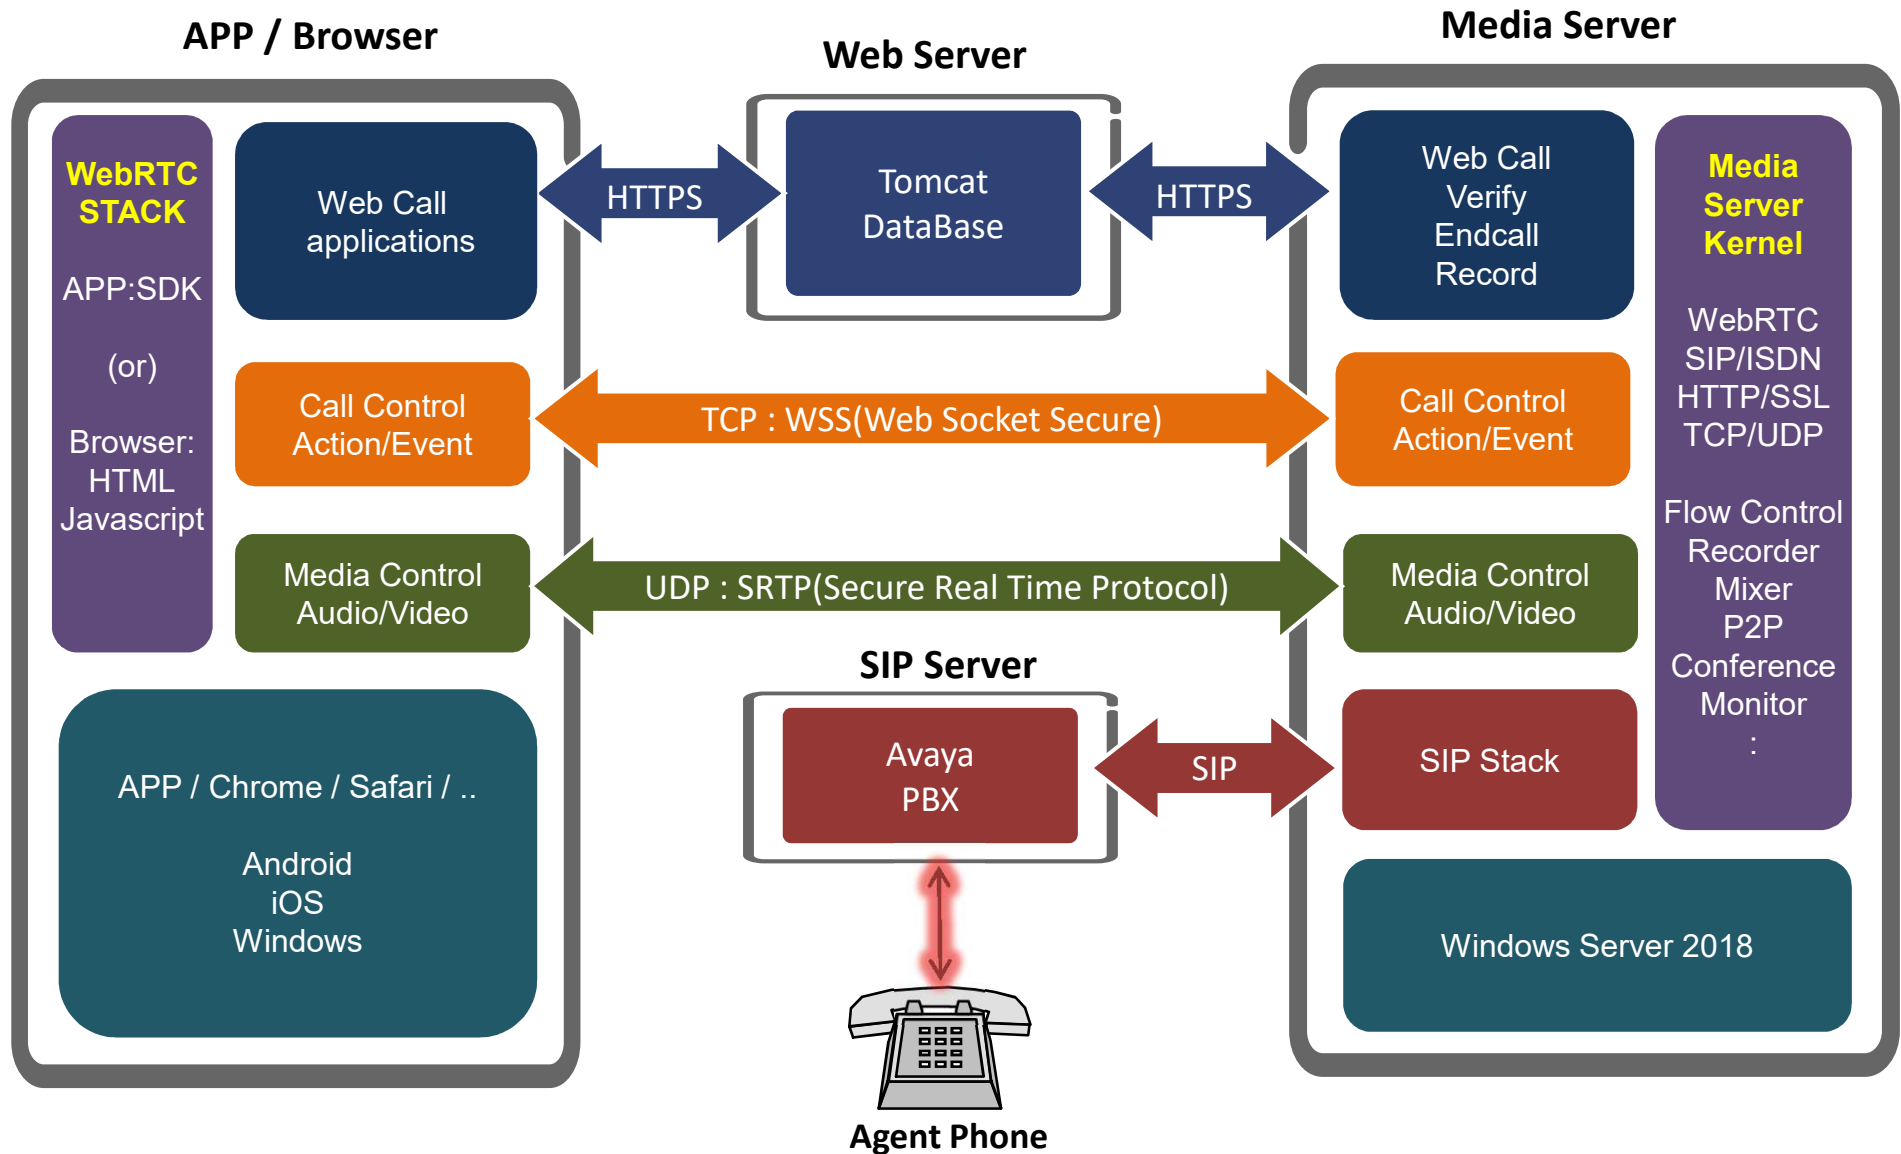 APP / Browser
WebRTC
STACK
APP:SDK
(or)
Browser:
HTML
Javascript
Web Call
applications
Call Control
Action/Event
Media Control
Audio/Video
APP / Chrome / Safari / ..
Android
iOS
Windows
Web Server
HTTPS
Tomcat
DataBase
HTTPS
TCP : WSS(Web Socket Secure)
UDP : SRTP(Secure Real Time Protocol)
SIP Server
Avaya
PBX
SIP
Agent Phone
Media Server
Web Call
Verify
Endcall
Record
Call Control
Action/Event
Media Control
Audio/Video
SIP Stack
Windows Server 2018
Media
Server
Kernel
WebRTC
SIP/ISDN
HTTP/SSL
TCP/UDP
Flow Control
Recorder
Mixer
P2P
Conference
Monitor
: